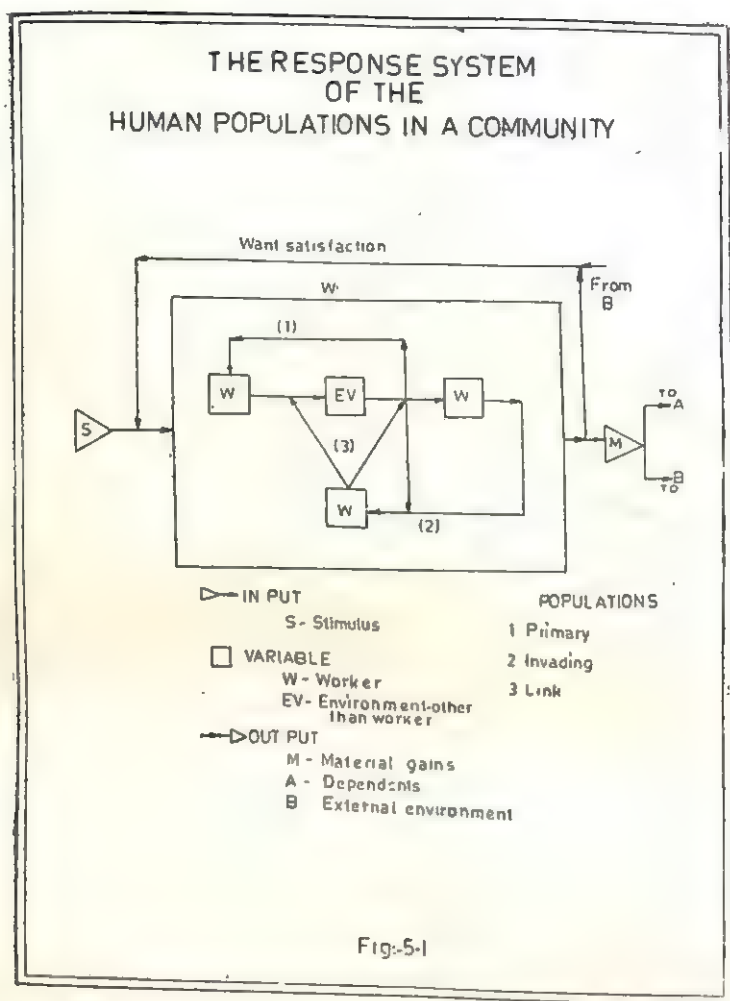 THE RESPONSE SYSTEM
OF THE
HUMAN POPULATIONS IN A COMMUNITY
Want satisfaction
From
B
W
(1)
W
EV
W
S
(3)
M
TO
A
B
TO
W
(2)
IN PUT
S - Stimulus
VARIABLE
W - Worker
EV - Environment-other
than worker
OUT PUT
M - Material gains
A - Dependents
B External environment
POPULATIONS
1 Primary
2 Invading
3 Link
Fig:-5-1